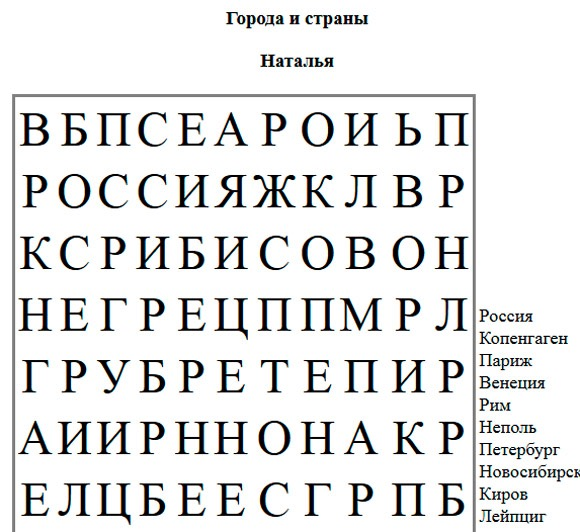 Города и страны
Наталья
В Б П С Е А Р О И Ь П
Р О С С И Я Ж К Л В Р
К С Р И Б И С О В О Н
Н Е Г Р Е Ц П П М Р Л
Г Р У Б Р Е Т Е П И Р
А И И Р Н Н О Н А К Р
Е Л Ц Б Е Е С Г Р П Б
Россия
Копенгаген
Париж
Венеция
Рим
Неполь
Петербург
Новосибирск
Киров
Лейпциг